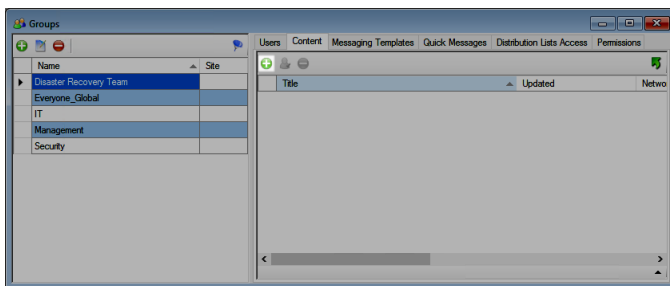 Groups
Users Content Messaging Templates Quick Messages Distribution Lists Access Permissions
Name Site
Title Updated Netwo
Disaster Recovery Team
Everyone_Global
IT
Management
Security